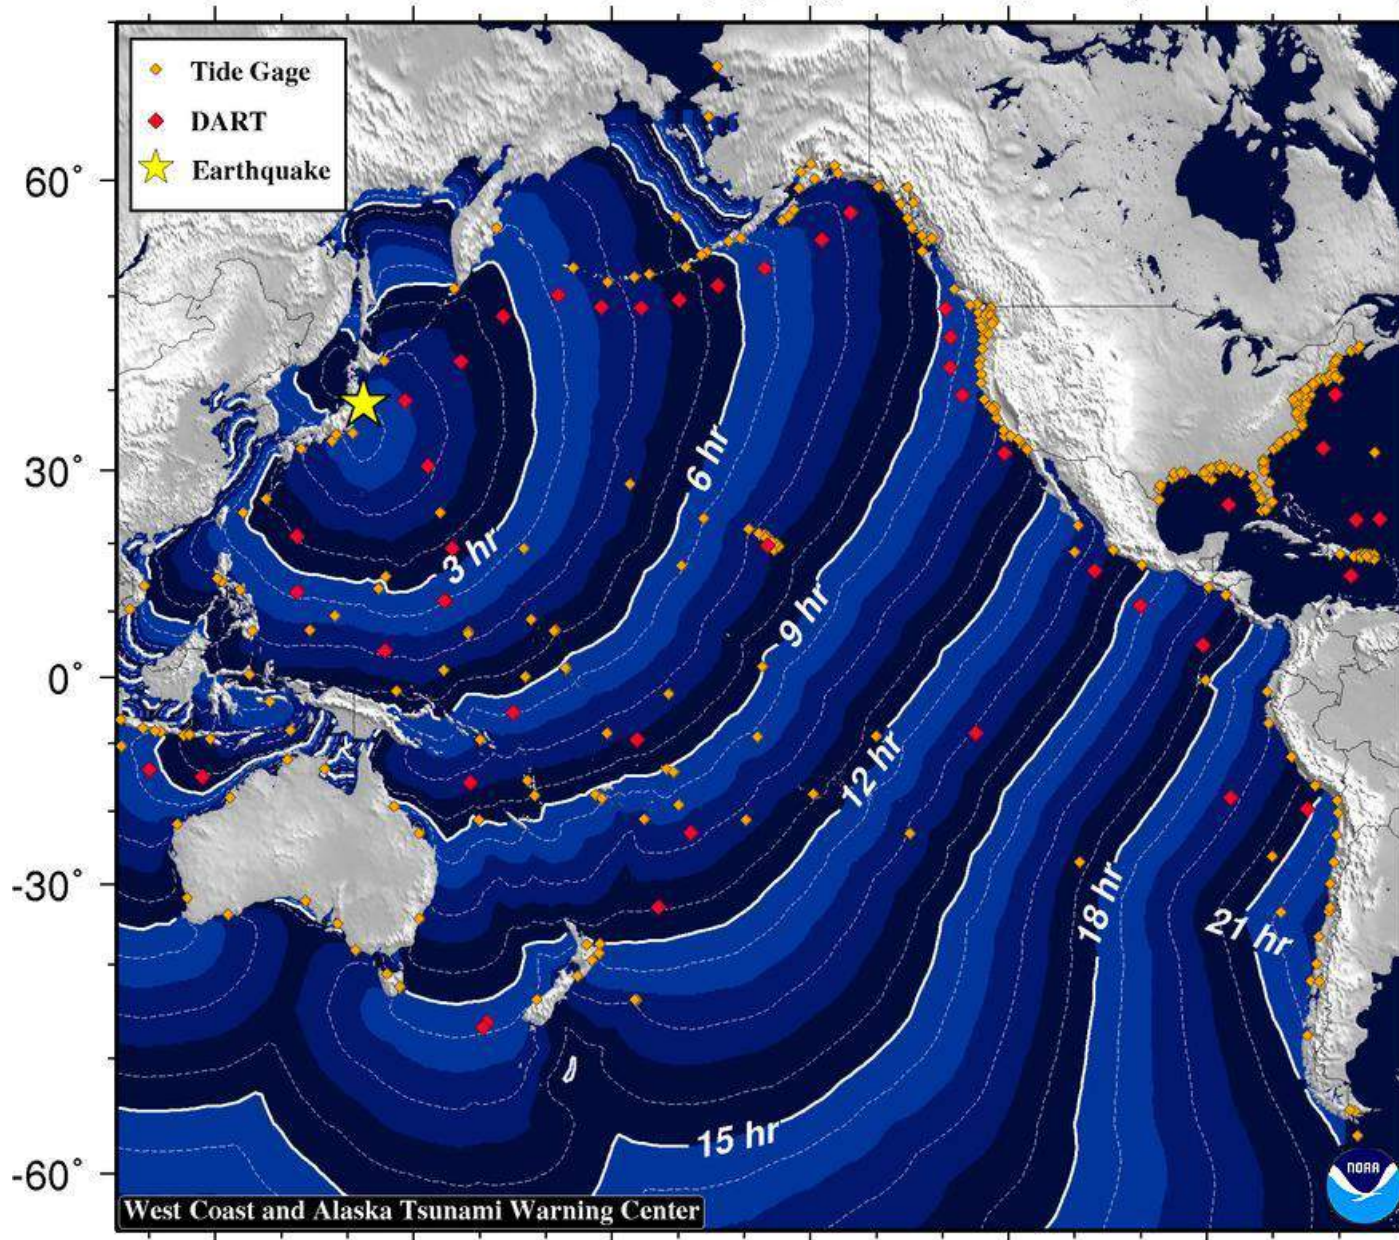 Tide Gage
DART
Earthquake
60°
30°
0°
-30°
-60°
3 hr
6 hr
9 hr
12 hr
15 hr
18 hr
21 hr
West Coast and Alaska Tsunami Warning Center
NOAA